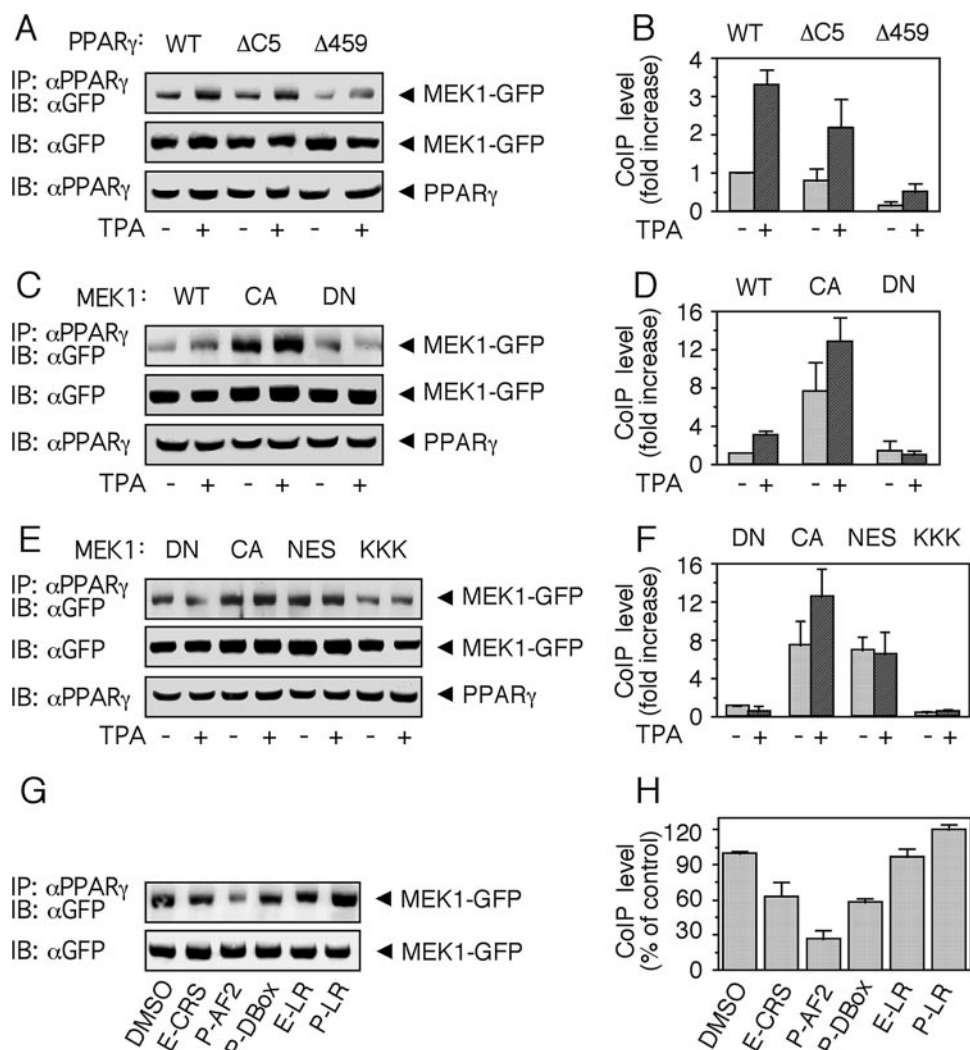 A
PPARγ: WT ΔC5 Δ459
IP: αPPARγ
IB: αGFP
MEK1-GFP
IB: αGFP
MEK1-GFP
IB: αPPARγ
PPARγ
TPA - + - + - +
B
WT ΔC5 Δ459
CoIP level
(fold increase)
4
3
2
1
0
TPA - + - + - +
C
MEK1: WT CA DN
IP: αPPARγ
IB: αGFP
MEK1-GFP
IB: αGFP
MEK1-GFP
IB: αPPARγ
PPARγ
TPA - + - + - +
D
WT CA DN
CoIP level
(fold increase)
16
12
8
4
0
TPA - + - + - +
E
MEK1: DN CA NES KKK
IP: αPPARγ
IB: αGFP
MEK1-GFP
IB: αGFP
MEK1-GFP
IB: αPPARγ
PPARγ
TPA - + - + - + - +
F
DN CA NES KKK
CoIP level
(fold increase)
16
12
8
4
0
TPA - + - + - + - +
G
IP: αPPARγ
IB: αGFP
MEK1-GFP
IB: αGFP
MEK1-GFP
DMSO
E-CRS
P-AF2
P-DBox
E-LR
P-LR
H
CoIP level
(% of control)
120
90
60
30
0
DMSO
E-CRS
P-AF2
P-DBox
E-LR
P-LR